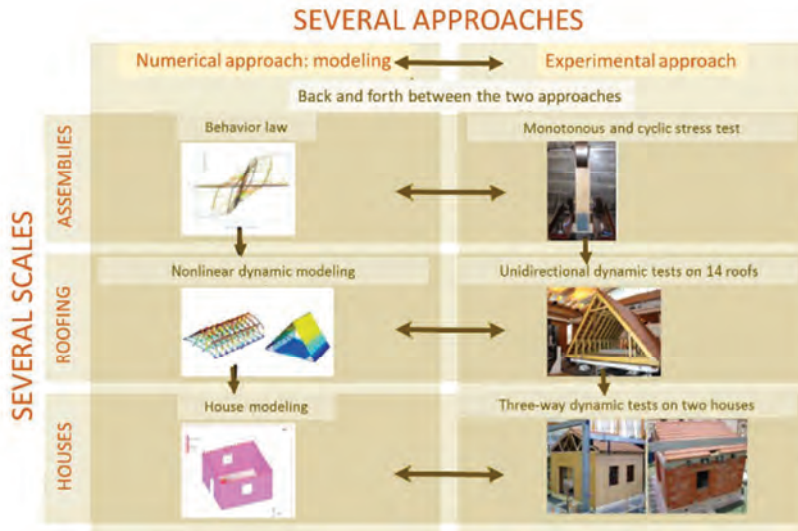 SEVERAL APPROACHES
Numerical approach: modeling
Experimental approach
Back and forth between the two approaches
SEVERAL SCALES
ASSEMBLIES
Behavior law
Monotonous and cyclic stress test
ROOFING
Nonlinear dynamic modeling
Unidirectional dynamic tests on 14 roofs
HOUSES
House modeling
Three-way dynamic tests on two houses